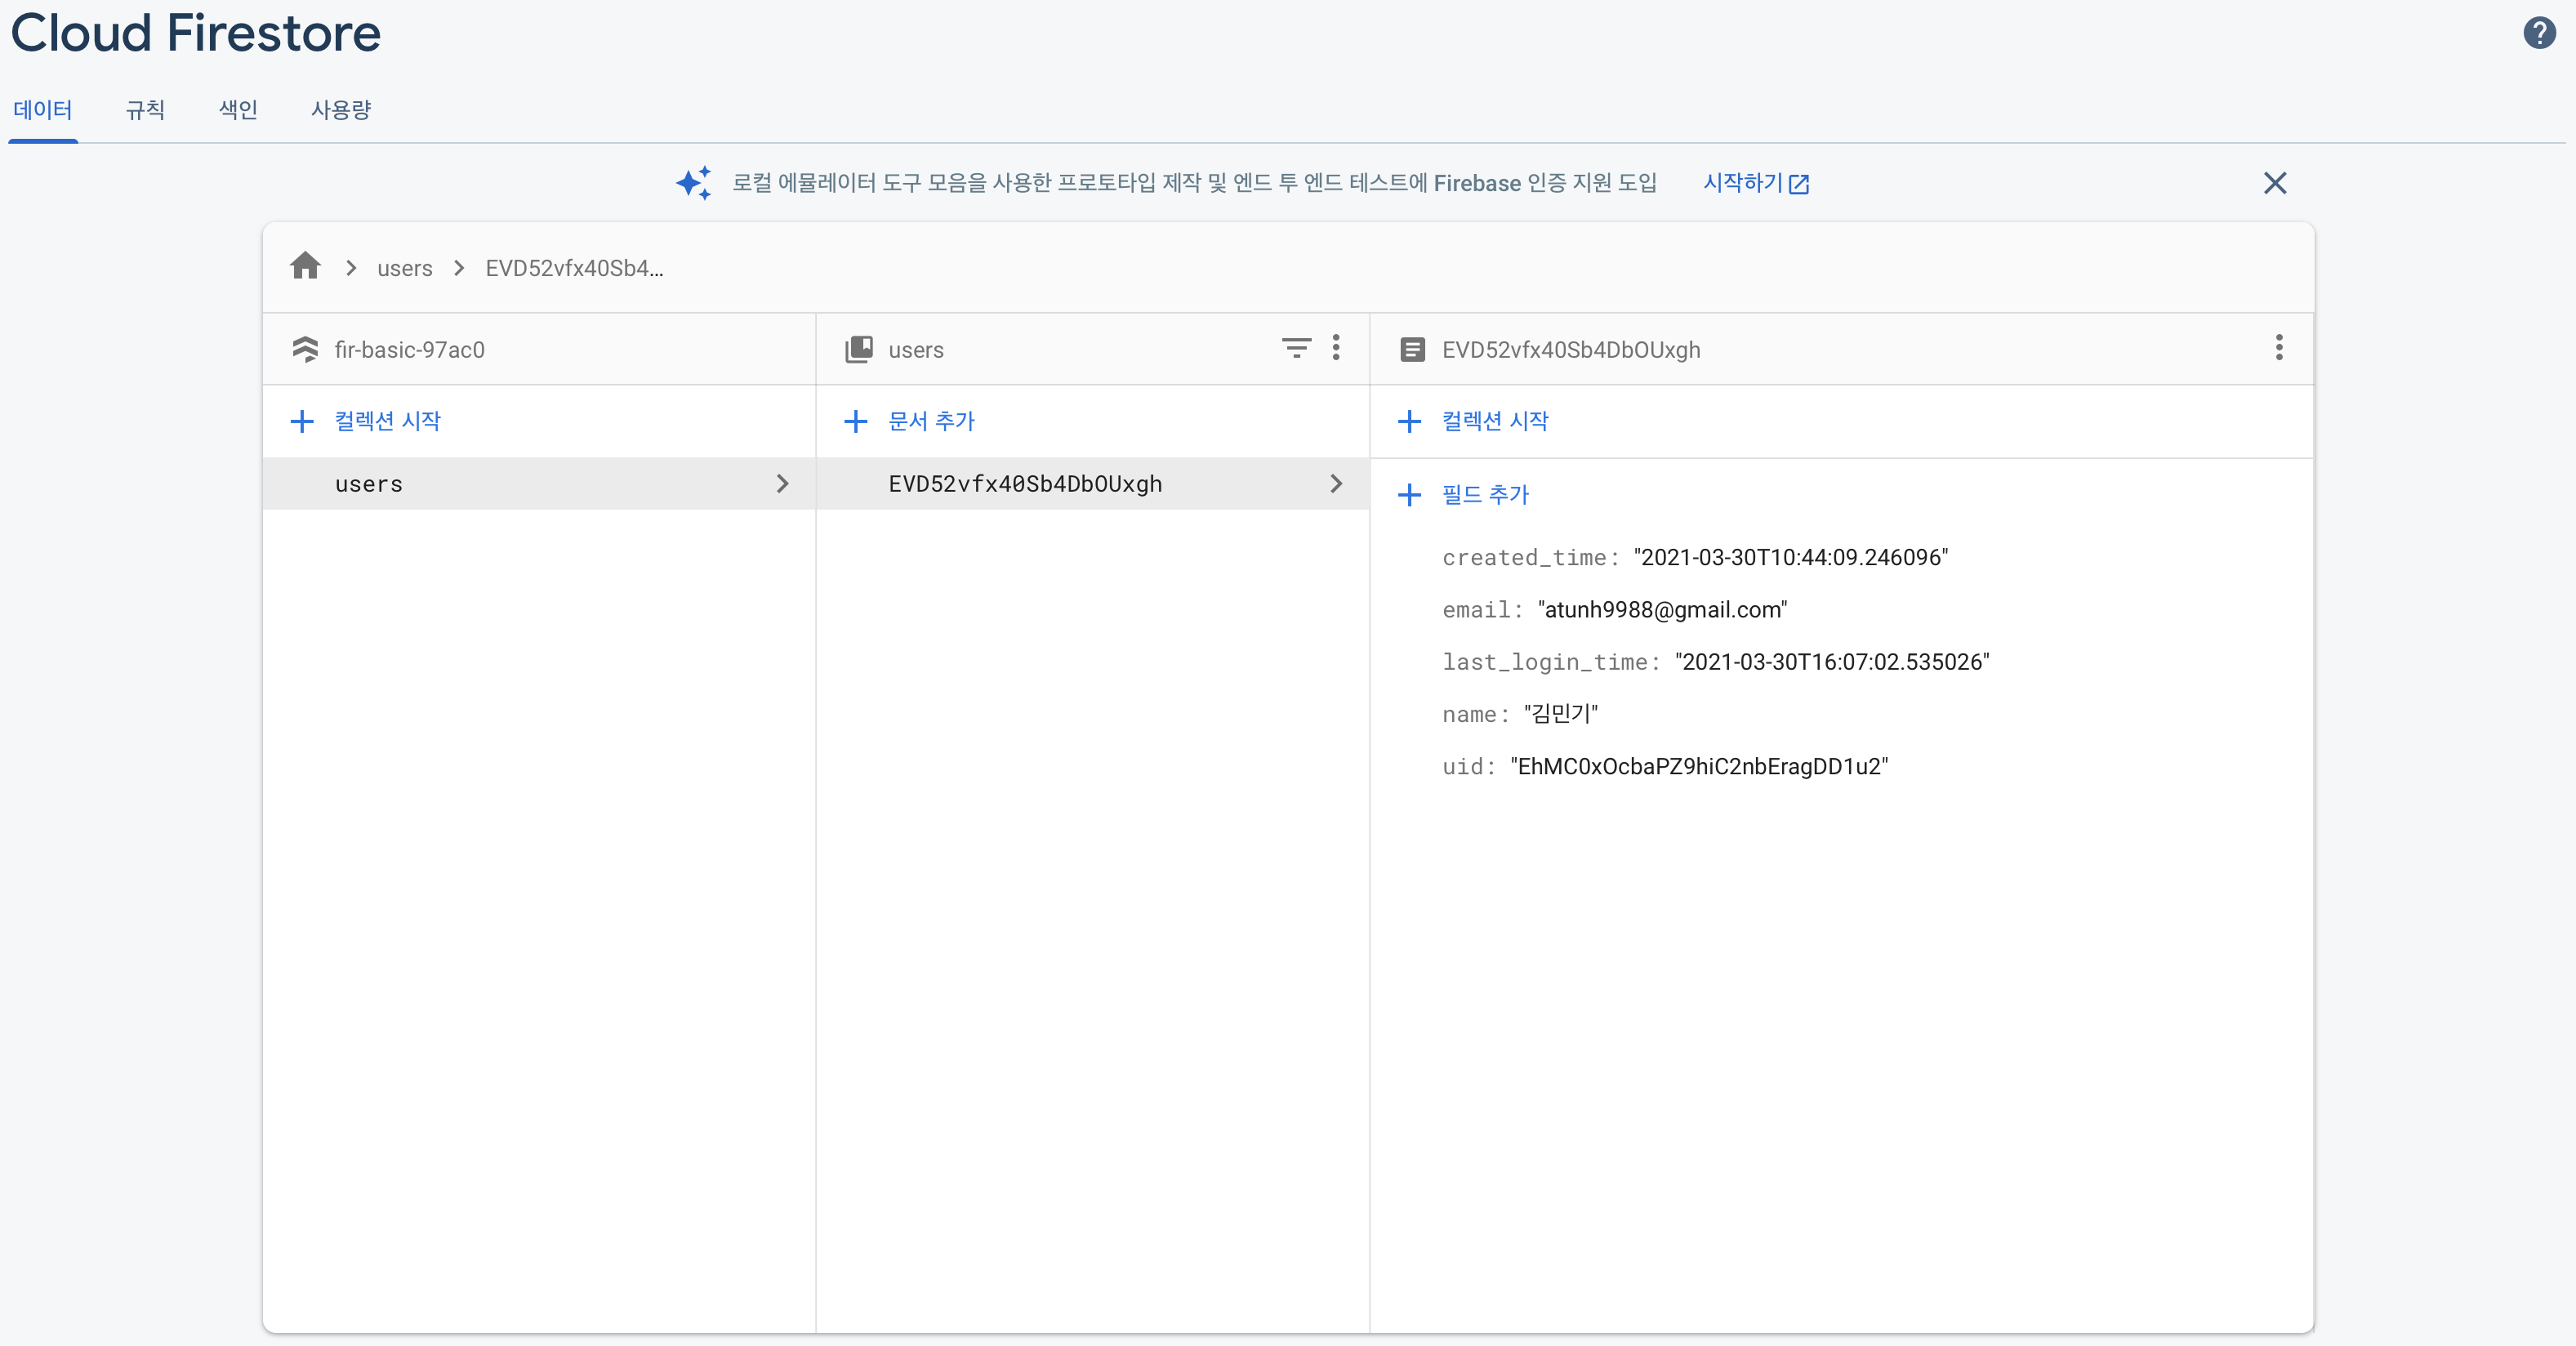 Cloud Firestore
데이터 규칙 색인 사용량
로컬 에뮬레이터 도구 모음을 사용한 프로토타입 제작 및 엔드 투 엔드 테스트에 Firebase 인증 지원 도입 시작하기
users EVD52vfx40Sb4...
fir-basic-97ac0 users EVD52vfx40Sb4DbOUxgh
컬렉션 시작 문서 추가 컬렉션 시작
users EVD52vfx40Sb4DbOUxgh
필드 추가
created_time: "2021-03-30T10:44:09.246096"
email: "atunh9988@gmail.com"
last_login_time: "2021-03-30T16:07:02.535026"
name: "김민기"
uid: "EhMC0xOcbaPZ9hiC2nbEragDD1u2"